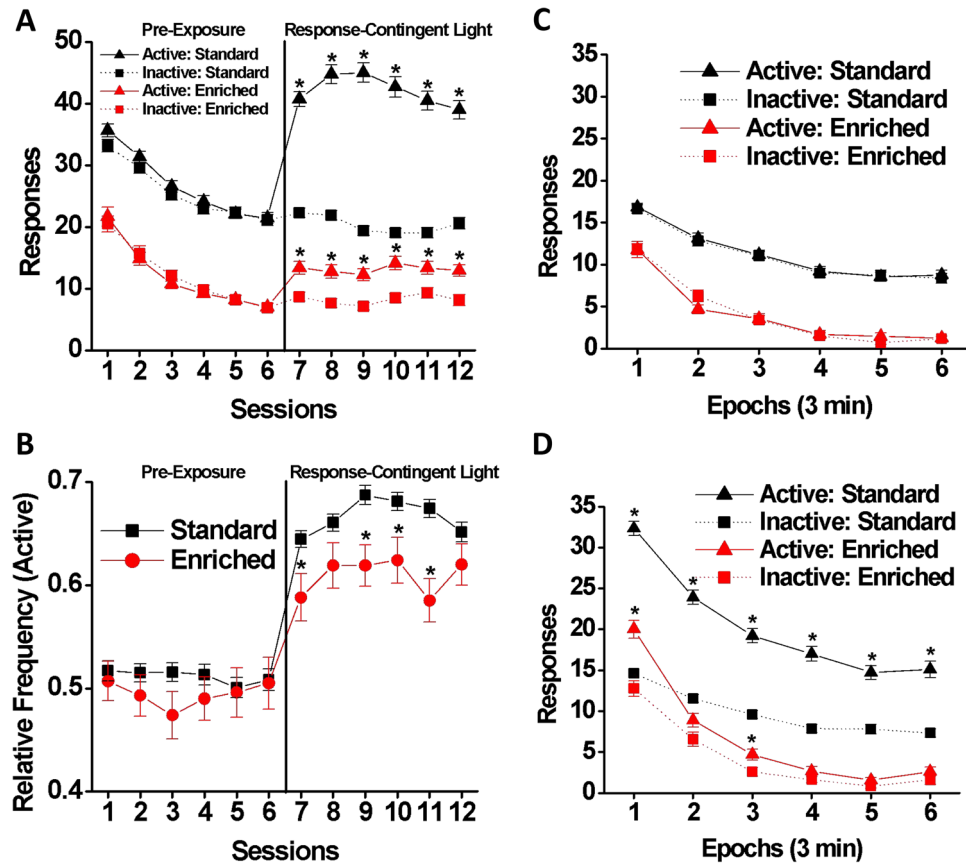 A
Pre-Exposure
Response-Contingent Light
50
40
30
20
10
0
Responses
Active: Standard
Inactive: Standard
Active: Enriched
Inactive: Enriched
* * * * * *
* * * * * *
1 2 3 4 5 6 7 8 9 10 11 12
Sessions
C
35
30
25
20
15
10
5
0
Responses
Active: Standard
Inactive: Standard
Active: Enriched
Inactive: Enriched
1 2 3 4 5 6
Epochs (3 min)
B
Pre-Exposure
Response-Contingent Light
0.7
0.6
0.5
0.4
Relative Frequency (Active)
Standard
Enriched
* * * *
1 2 3 4 5 6 7 8 9 10 11 12
Sessions
D
35
30
25
20
15
10
5
0
Responses
Active: Standard
Inactive: Standard
Active: Enriched
Inactive: Enriched
* * * * * *
* *
1 2 3 4 5 6
Epochs (3 min)